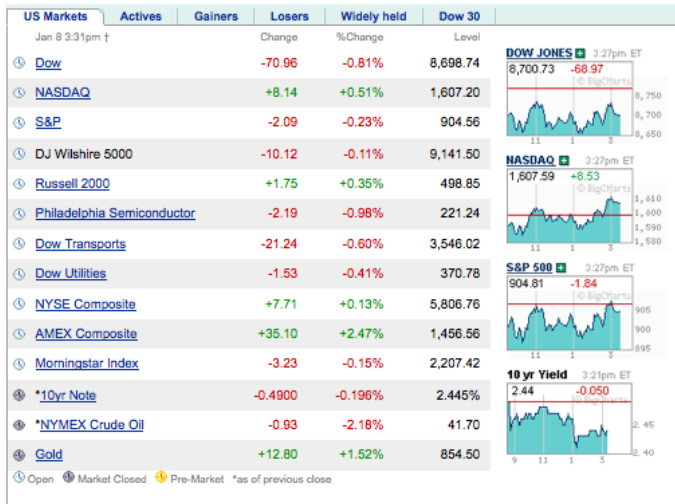 US Markets Actives Gainers Losers Widely held Dow 30
Jan 8 3:31pm † Change %Change Level
Dow -70.96 -0.81% 8,698.74
NASDAQ +8.14 +0.51% 1,607.20
S&P -2.09 -0.23% 904.56
DJ Wilshire 5000 -10.12 -0.11% 9,141.50
Russell 2000 +1.75 +0.35% 498.85
Philadelphia Semiconductor -2.19 -0.98% 221.24
Dow Transports -21.24 -0.60% 3,546.02
Dow Utilities -1.53 -0.41% 370.78
NYSE Composite +7.71 +0.13% 5,806.76
AMEX Composite +35.10 +2.47% 1,456.56
Morningstar Index -3.23 -0.15% 2,207.42
*10yr Note -0.4900 -0.196% 2.445%
*NYMEX Crude Oil -0.93 -2.18% 41.70
Gold +12.80 +1.52% 854.50
Open Market Closed Pre-Market *as of previous close
DOW JONES 3:27pm ET
8,700.73 -68.97
© BigCharts
8,750
8,700
8,650
11 1 3
NASDAQ 3:27pm ET
1,607.59 +8.53
© BigCharts
1,610
1,600
1,590
1,580
11 1 3
S&P 500 3:27pm ET
904.81 -1.84
© BigCharts
905
900
895
11 1 3
10 yr Yield 3:21pm ET
2.44 -0.050
© BigCharts
2.45
2.40
9 11 1 3